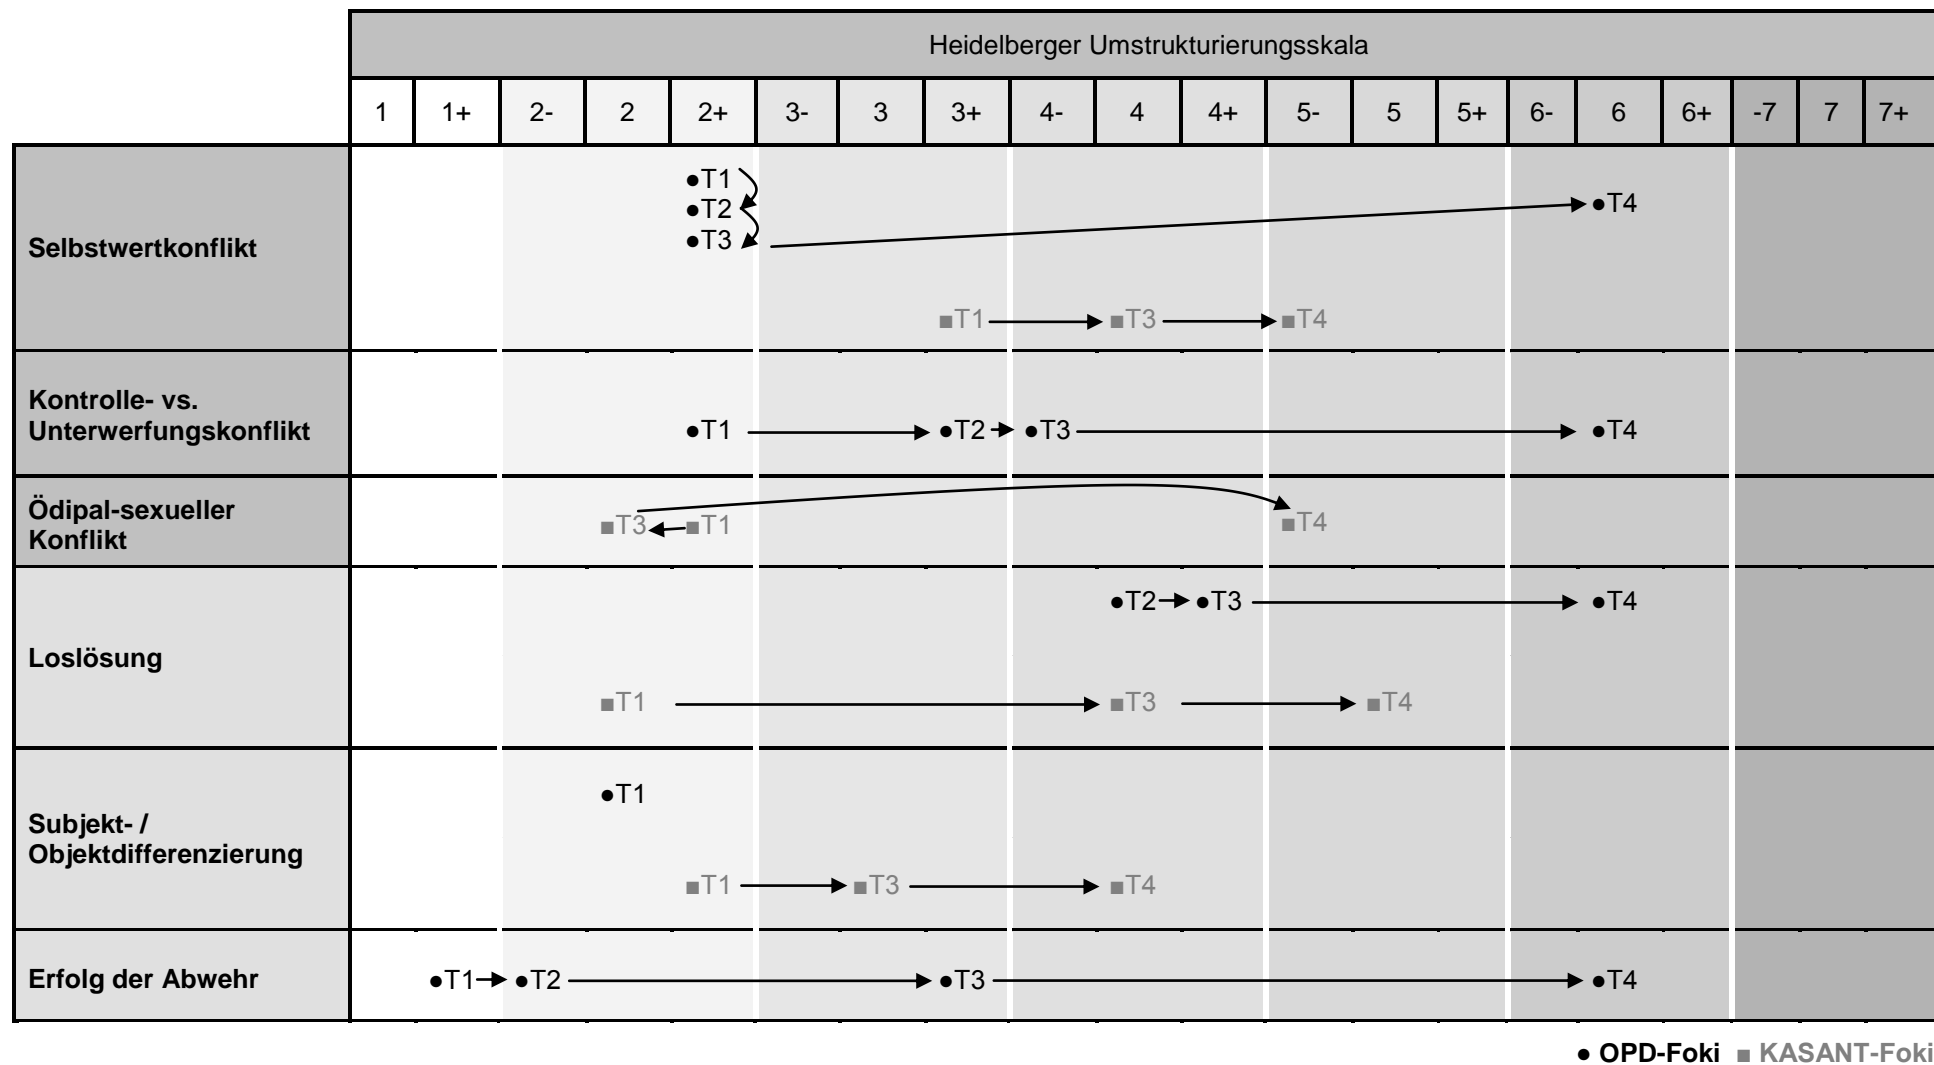 Heidelberger Umstrukturierungsskala
1 1+ 2- 2 2+ 3- 3 3+ 4- 4 4+ 5- 5 5+ 6- 6 6+ -7 7 7+
Selbstwertkonflikt
●T1
●T2
●T3
●T4
■T1 ■T3 ■T4
Kontrolle- vs.
Unterwerfungskonflikt
●T1 ●T2 ●T3 ●T4
Ödipal-sexueller
Konflikt
■T3 ■T1 ■T4
Loslösung
●T2 ●T3 ●T4
■T1 ■T3 ■T4
Subjekt- /
Objektdifferenzierung
●T1
■T1 ■T3 ■T4
Erfolg der Abwehr
●T1 ●T2 ●T3 ●T4
● OPD-Foki ■ KASANT-Foki